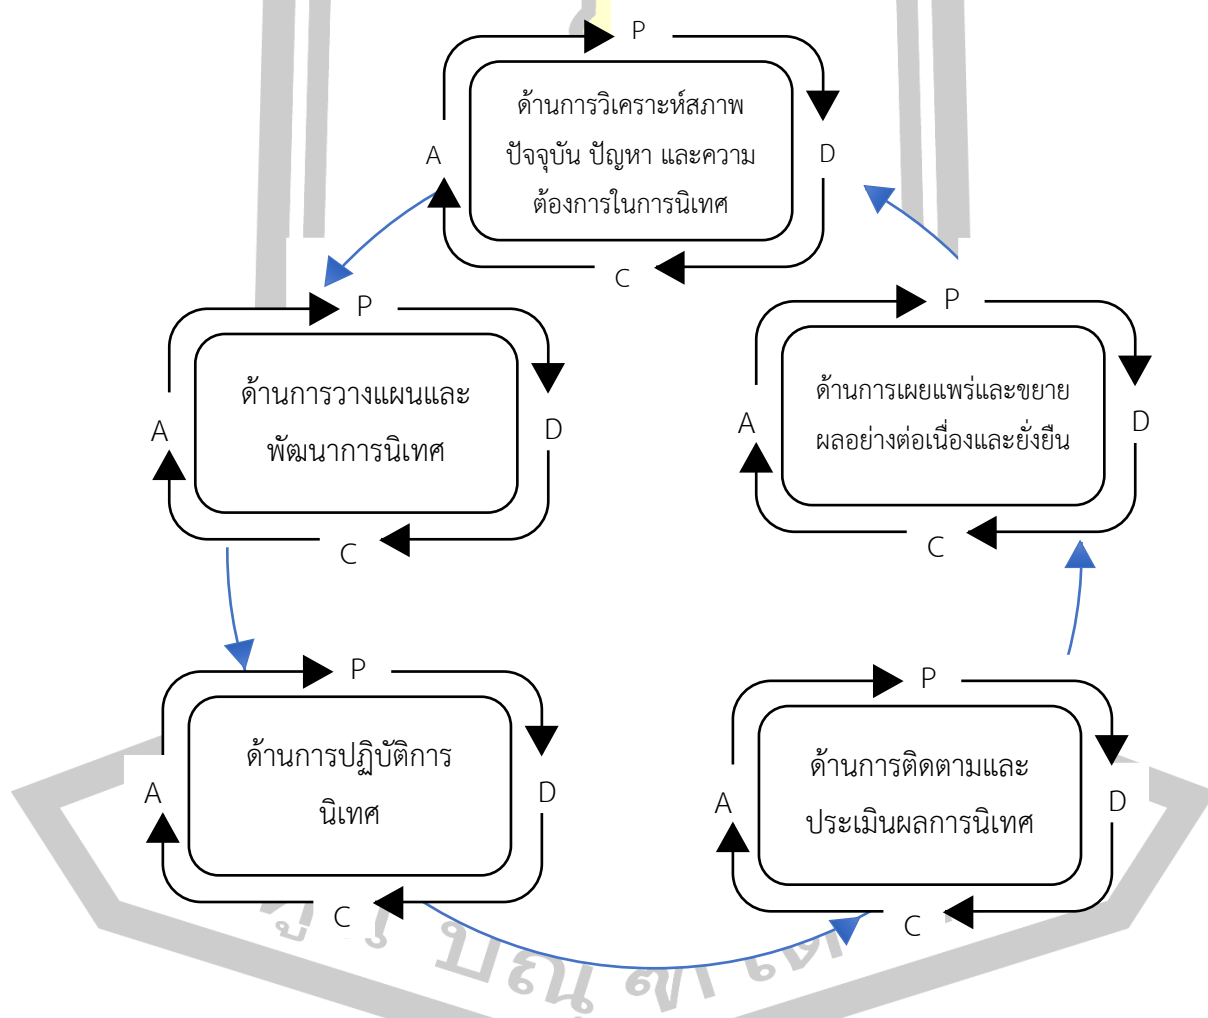 P
ด้านการวิเคราะห์สภาพ
ปัจจุบัน ปัญหา และความ
ต้องการในการนิเทศ
A
D
C
P
ด้านการวางแผนและ
พัฒนาการนิเทศ
A
D
C
P
ด้านการเผยแพร่และขยาย
ผลอย่างต่อเนื่องและยั่งยืน
A
D
C
P
ด้านการปฏิบัติการ
นิเทศ
A
D
C
P
ด้านการติดตามและ
ประเมินผลการนิเทศ
A
D
C